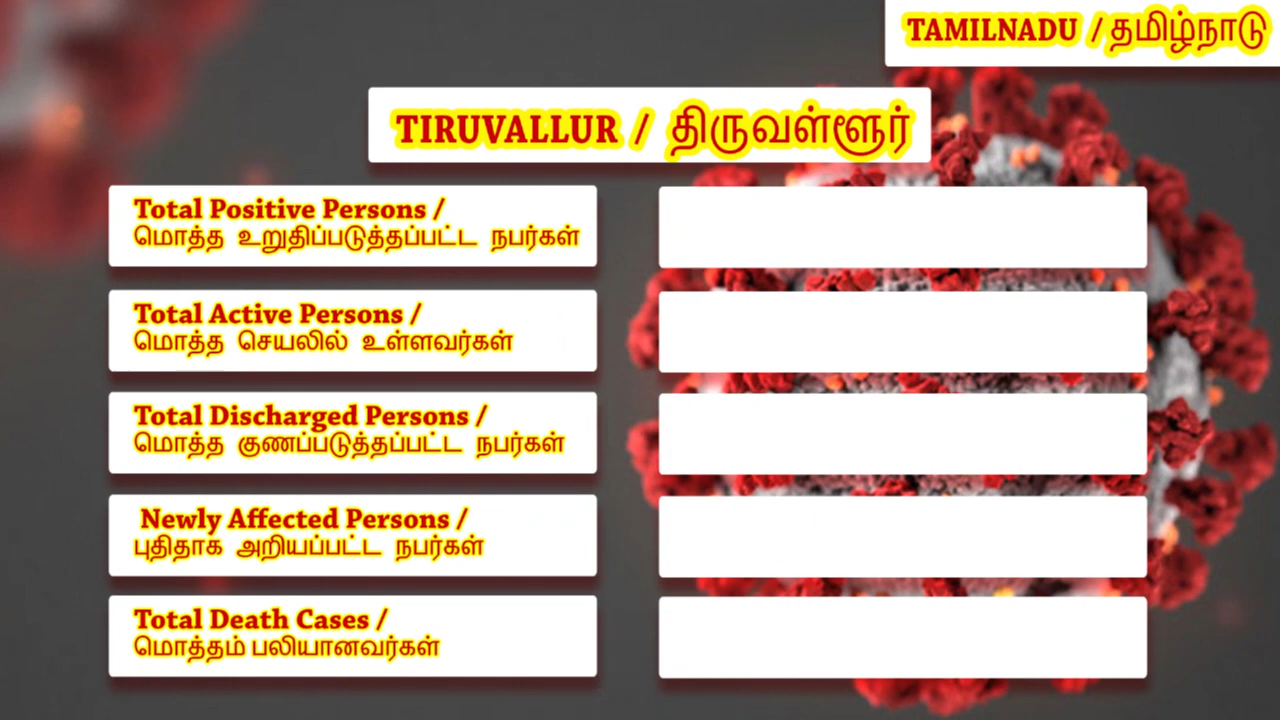 TAMILNADU / தமிழ்நாடு
TIRUVALLUR / திருவள்ளூர்
Total Positive Persons /
மொத்த உறுதிப்படுத்தப்பட்ட நபர்கள்
Total Active Persons /
மொத்த செயலில் உள்ளவர்கள்
Total Discharged Persons /
மொத்த குணப்படுத்தப்பட்ட நபர்கள்
Newly Affected Persons /
புதிதாக அறியப்பட்ட நபர்கள்
Total Death Cases /
மொத்தம் பலியானவர்கள்